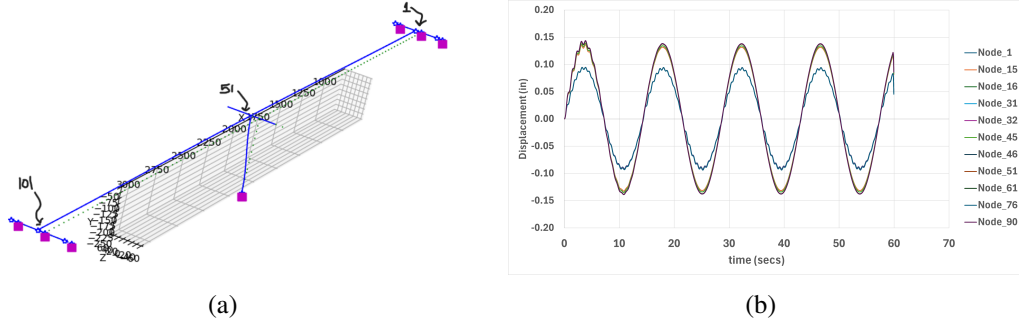 1
51
101
1000
1250
1500
2000
2250
2500
2750
3000
Z
0.20
0.15
0.10
0.05
0.00
-0.05
-0.10
-0.15
-0.20
Displacement (in)
0 10 20 30 40 50 60 70
time (secs)
Node_1
Node_15
Node_16
Node_31
Node_32
Node_45
Node_46
Node_51
Node_61
Node_76
Node_90
(a) (b)